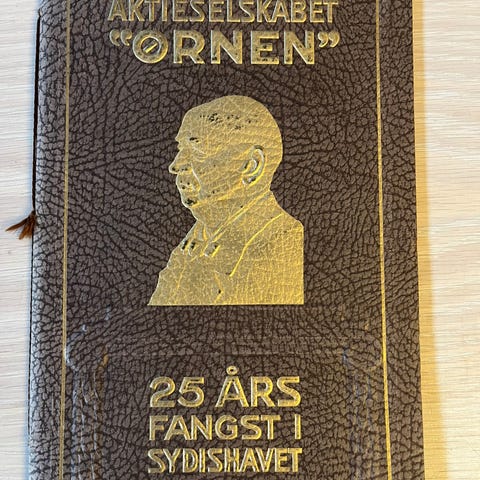 AKTIESELSKABET
"ØRNEN"
25 ÅRS
FANGST I
SYDISHAVET